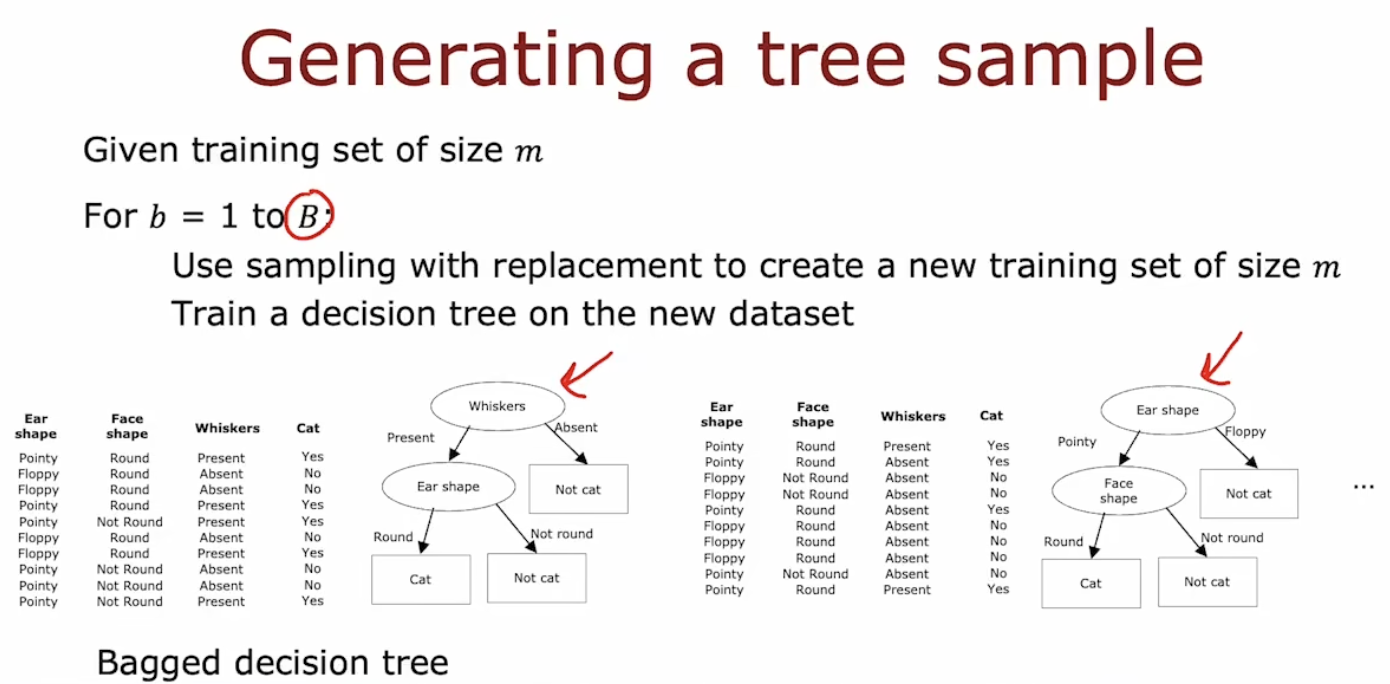 Generating a tree sample
Given training set of size m
For b = 1 to B:
Use sampling with replacement to create a new training set of size m
Train a decision tree on the new dataset
Ear shape Face shape Whiskers Cat
Pointy Round Present Yes
Floppy Round Absent No
Floppy Round Absent No
Pointy Round Present Yes
Pointy Not Round Present Yes
Floppy Round Absent No
Floppy Round Present Yes
Pointy Not Round Absent No
Pointy Not Round Absent No
Pointy Not Round Present Yes
Whiskers
Present
Absent
Ear shape
Not cat
Round
Not round
Cat
Not cat
Ear shape Face shape Whiskers Cat
Pointy Round Present Yes
Pointy Round Absent Yes
Floppy Not Round Absent No
Floppy Not Round Absent No
Pointy Round Absent Yes
Floppy Round Absent No
Floppy Round Absent No
Floppy Round Absent No
Pointy Not Round Absent No
Pointy Round Present Yes
Ear shape
Pointy
Floppy
Face shape
Not cat
Round
Not round
Cat
Not cat
...
Bagged decision tree